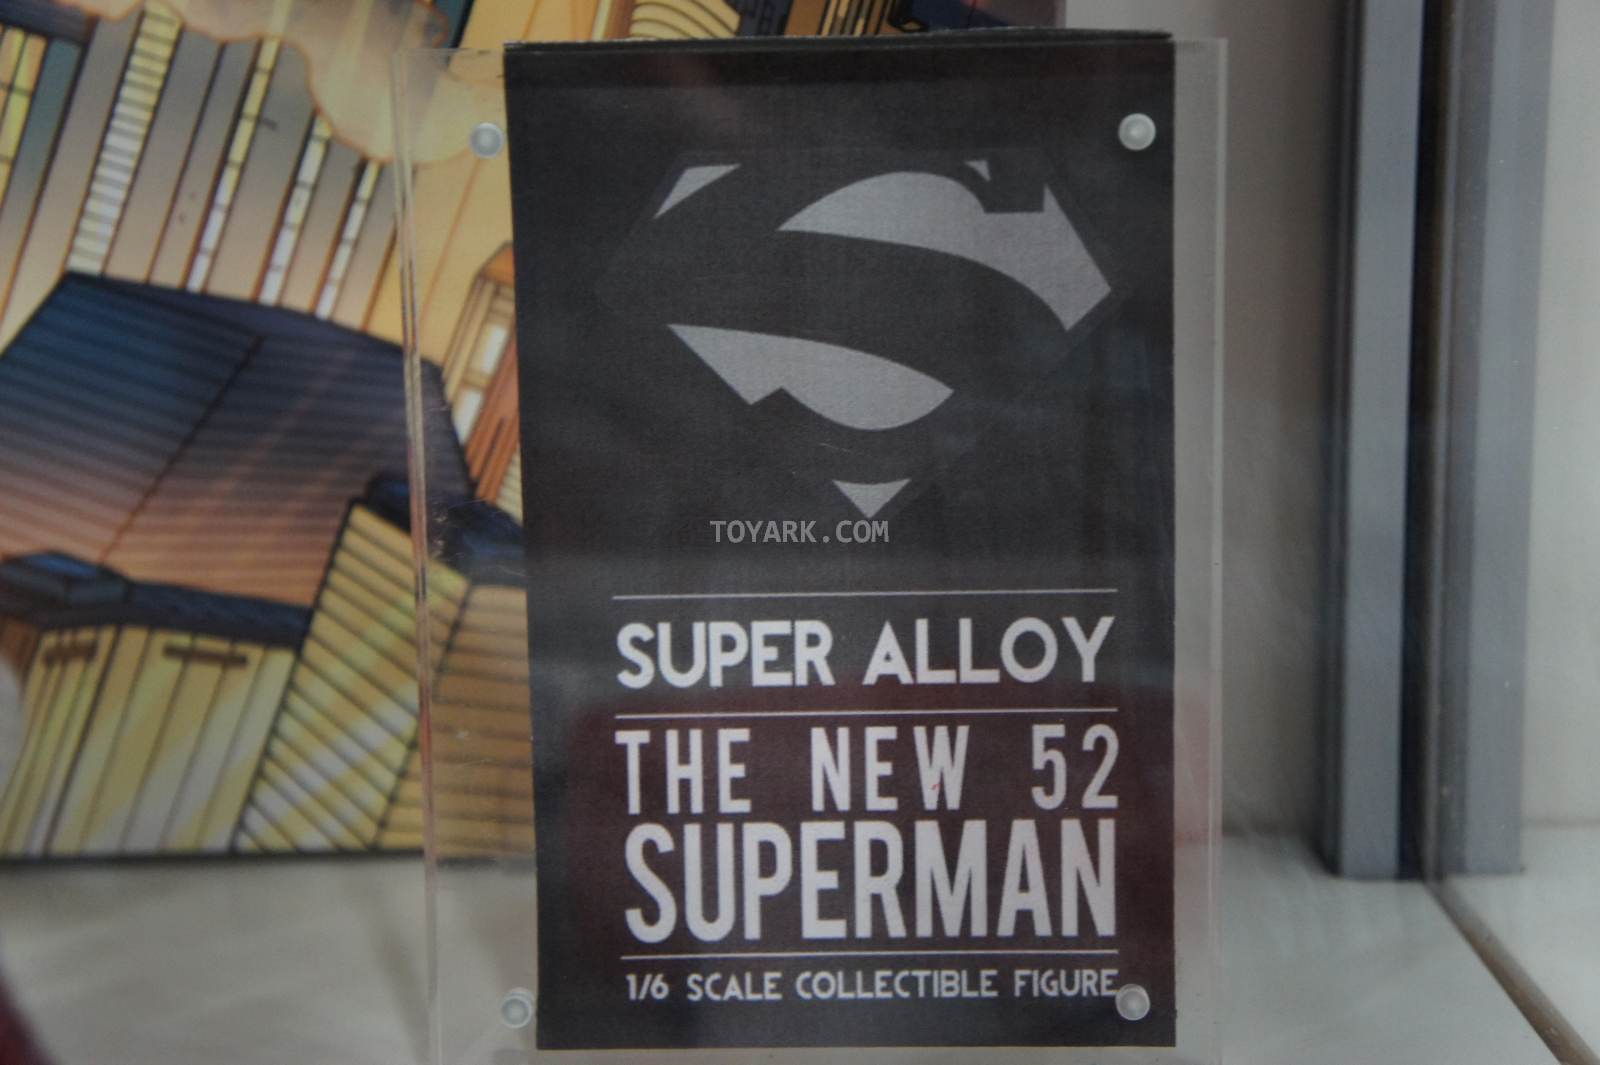 TOYARK.COM
SUPER ALLOY
THE NEW 52
SUPERMAN
1/6 SCALE COLLECTIBLE FIGURE